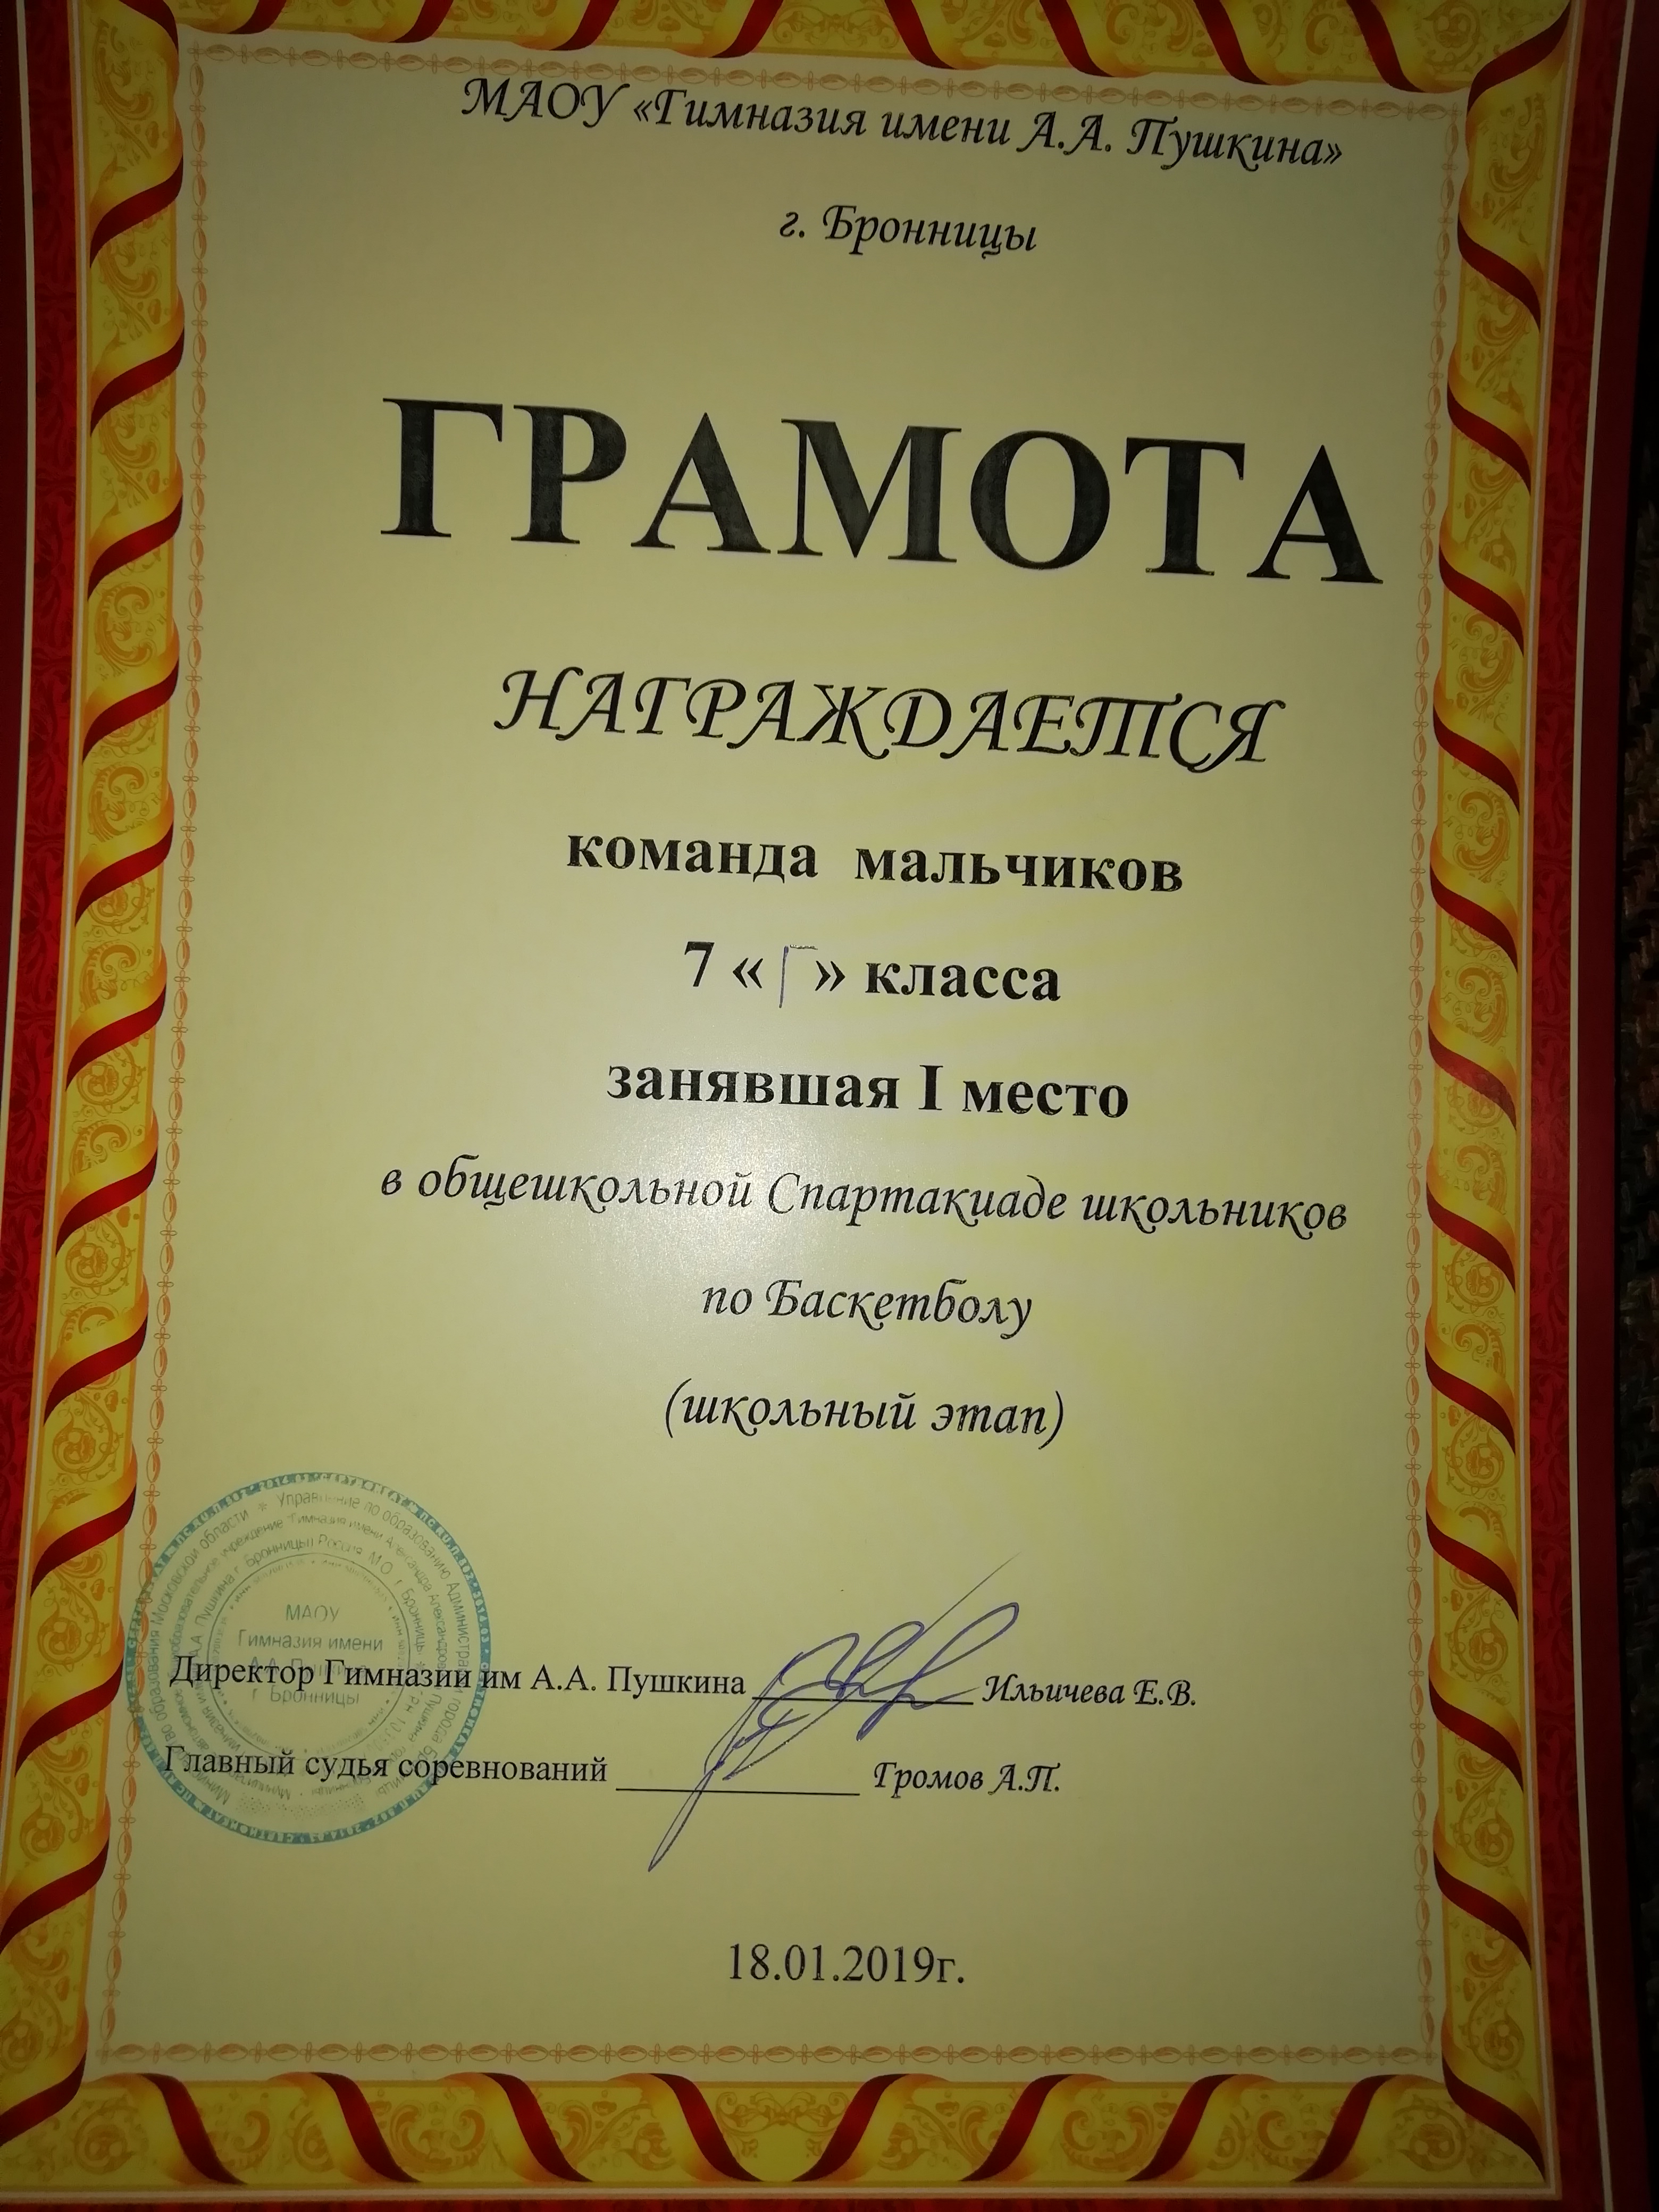 МАОУ «Гимназия имени А.А. Пушкина»
г. Бронницы
ГРАМОТА
НАГРАЖДАЕТСЯ
команда мальчиков
7 «Г» класса
занявшая I место
в общешкольной Спартакиаде школьников
по Баскетболу
(школьный этап)
МАОУ
Гимназия имени
А.А. Пушкина
г. Бронницы
Директор Гимназии им А.А. Пушкина Ильичева Е.В.
Главный судья соревнований Громов А.П.
18.01.2019г.